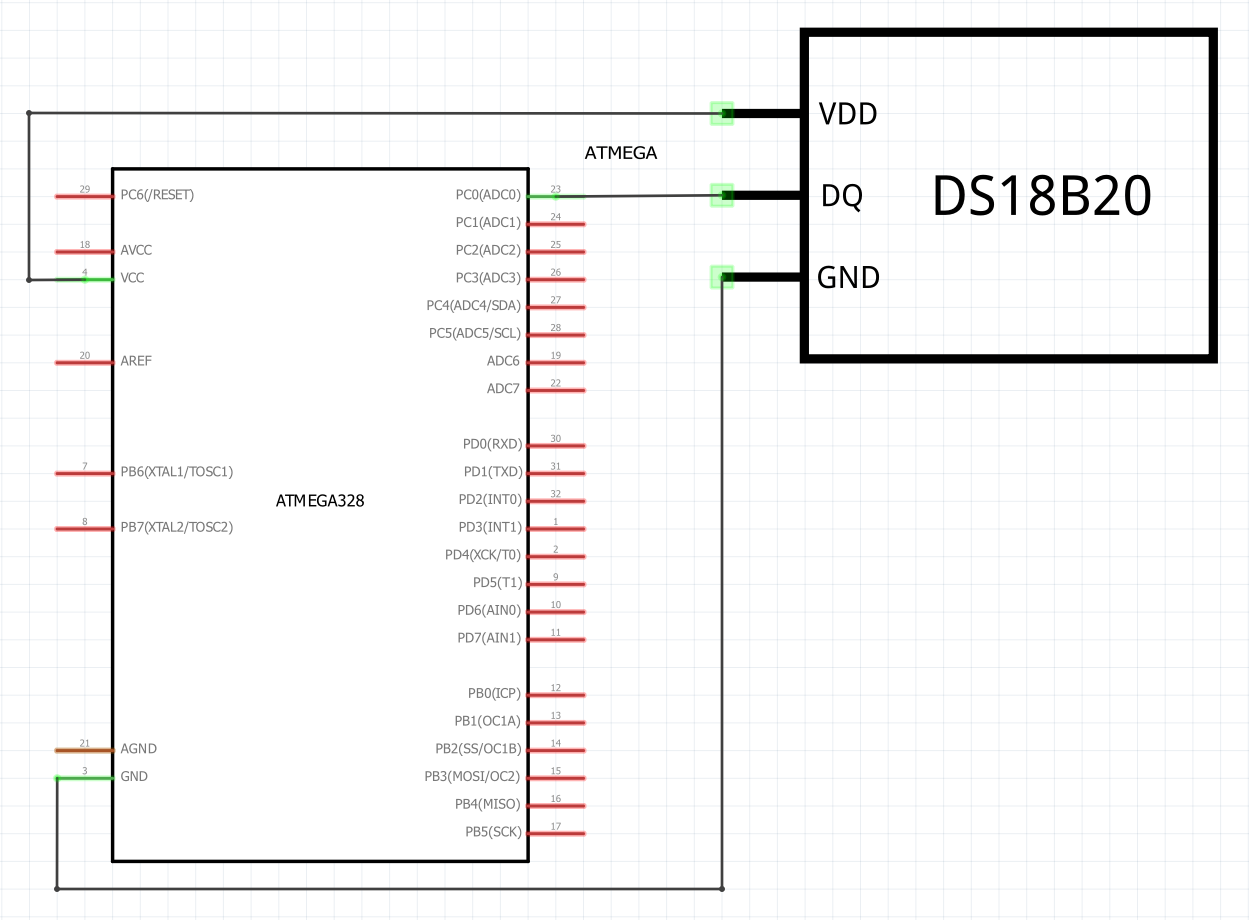 VDD
ATMEGA
DQ
DS18B20
GND
29 PC6(/RESET)
18 AVCC
4 VCC
20 AREF
7 PB6(XTAL1/TOSC1)
8 PB7(XTAL2/TOSC2)
21 AGND
3 GND
ATMEGA328
PC0(ADC0) 23
PC1(ADC1) 24
PC2(ADC2) 25
PC3(ADC3) 26
PC4(ADC4/SDA) 27
PC5(ADC5/SCL) 28
ADC6 19
ADC7 22
PD0(RXD) 30
PD1(TXD) 31
PD2(INT0) 32
PD3(INT1) 1
PD4(XCK/T0) 2
PD5(T1) 9
PD6(AIN0) 10
PD7(AIN1) 11
PB0(ICP) 12
PB1(OC1A) 13
PB2(SS/OC1B) 14
PB3(MOSI/OC2) 15
PB4(MISO) 16
PB5(SCK) 17